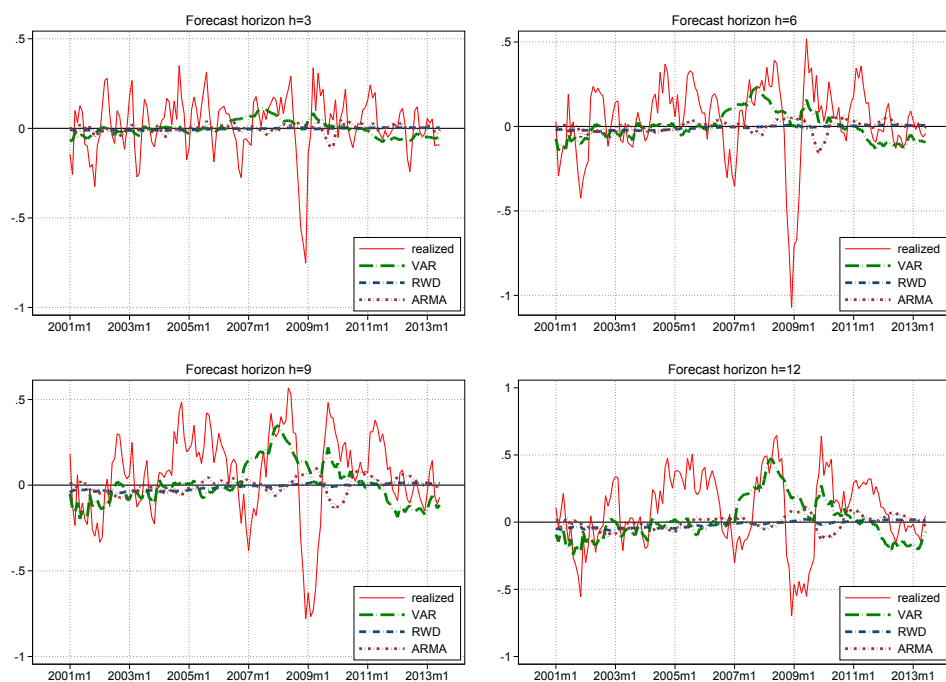 Forecast horizon h=3
.5
0
-.5
-1
realized
VAR
RWD
ARMA
2001m1 2003m1 2005m1 2007m1 2009m1 2011m1 2013m1
Forecast horizon h=6
.5
0
-.5
-1
realized
VAR
RWD
ARMA
2001m1 2003m1 2005m1 2007m1 2009m1 2011m1 2013m1
Forecast horizon h=9
.5
0
-.5
-1
realized
VAR
RWD
ARMA
2001m1 2003m1 2005m1 2007m1 2009m1 2011m1 2013m1
Forecast horizon h=12
1
.5
0
-.5
-1
realized
VAR
RWD
ARMA
2001m1 2003m1 2005m1 2007m1 2009m1 2011m1 2013m1